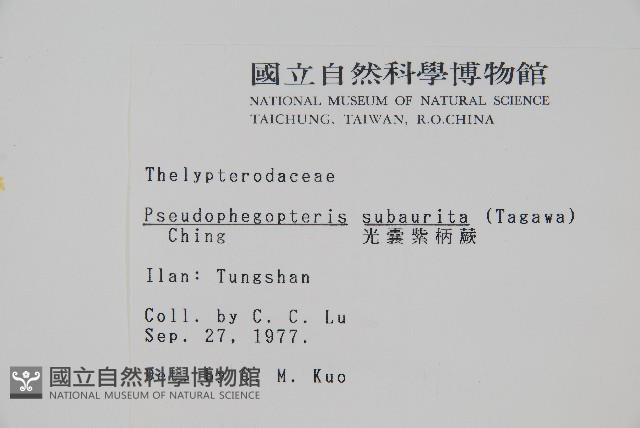 國立自然科學博物館
NATIONAL MUSEUM OF NATURAL SCIENCE
TAICHUNG, TAIWAN, R.O.CHINA
Thelypterodaceae
Pseudophegopteris subaurita (Tagawa)
Ching 光囊紫柄蕨
Ilan: Tungshan
Coll. by C. C. Lu
Sep. 27, 1977.
M. Kuo
國立自然科學博物館
NATIONAL MUSEUM OF NATURAL SCIENCE